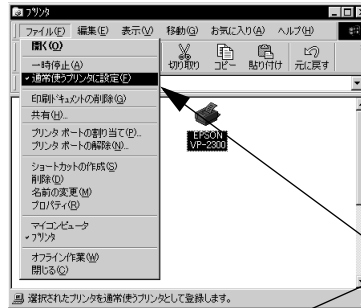 プリンタ
ファイル(F) 編集(E) 表示(V) 移動(G) お気に入り(A) ヘルプ(H)
開く(O)
一時停止(A)
通常使うプリンタに設定(F)
印刷ドキュメントの削除(G)
共有(H)...
プリンタ ポートの割り当て(P)...
プリンタ ポートの解除(N)...
ショートカットの作成(S)
削除(D)
名前の変更(M)
プロパティ(R)
マイコンピュータ
プリンタ
オフライン作業(W)
閉じる(C)
切り取り コピー 貼り付け 元に戻す
EPSON
VP-2300
選択されたプリンタを通常使うプリンタとして登録します。